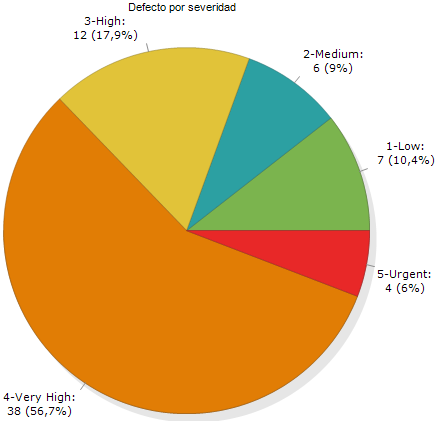 Defecto por severidad
3-High:
12 (17,9%)
2-Medium:
6 (9%)
1-Low:
7 (10,4%)
5-Urgent:
4 (6%)
4-Very High:
38 (56,7%)